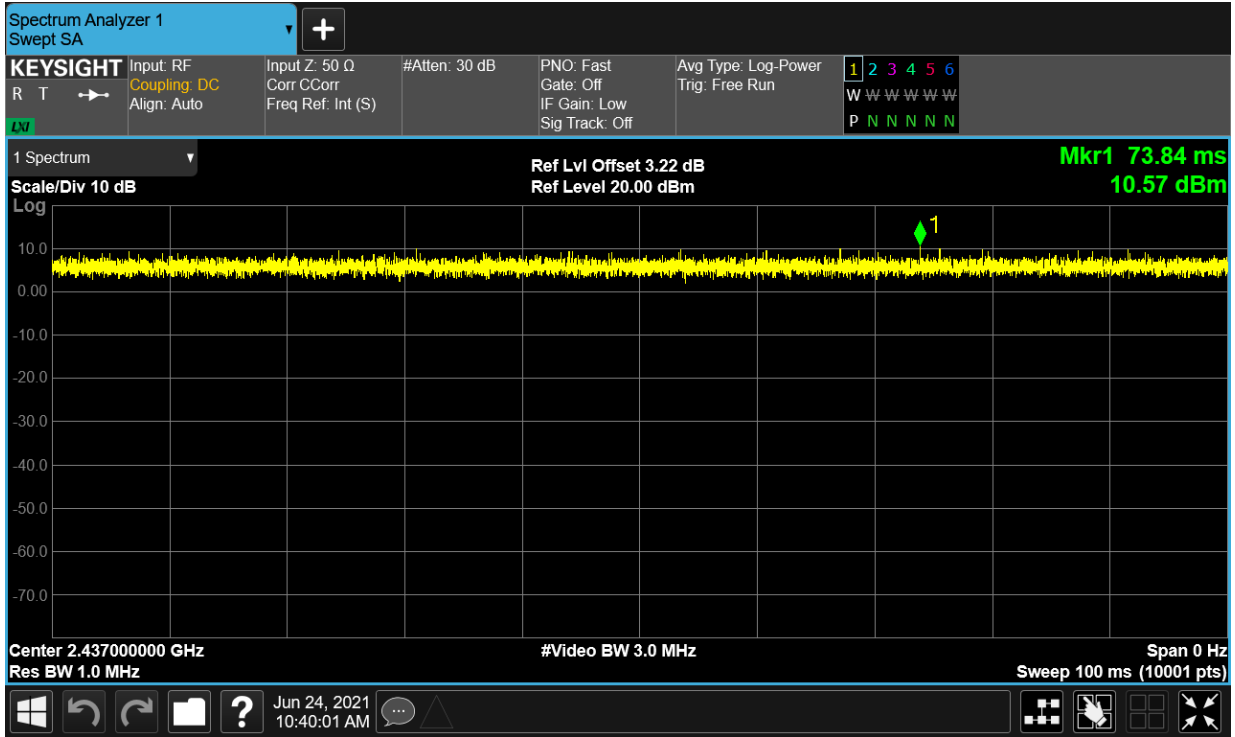 Spectrum Analyzer 1
Swept SA
KEYSIGHT
R T
LXI
Input: RF
Coupling: DC
Align: Auto
Input Z: 50 Ω
Corr CCorr
Freq Ref: Int (S)
#Atten: 30 dB
PNO: Fast
Gate: Off
IF Gain: Low
Sig Track: Off
Avg Type: Log-Power
Trig: Free Run
1 2 3 4 5 6
W W W W W W
P N N N N N
1 Spectrum
Scale/Div 10 dB
Log
Ref Lvl Offset 3.22 dB
Ref Level 20.00 dBm
Mkr1 73.84 ms
10.57 dBm
1
10.0
0.00
-10.0
-20.0
-30.0
-40.0
-50.0
-60.0
-70.0
Center 2.437000000 GHz
Res BW 1.0 MHz
#Video BW 3.0 MHz
Span 0 Hz
Sweep 100 ms (10001 pts)
?
Jun 24, 2021
10:40:01 AM